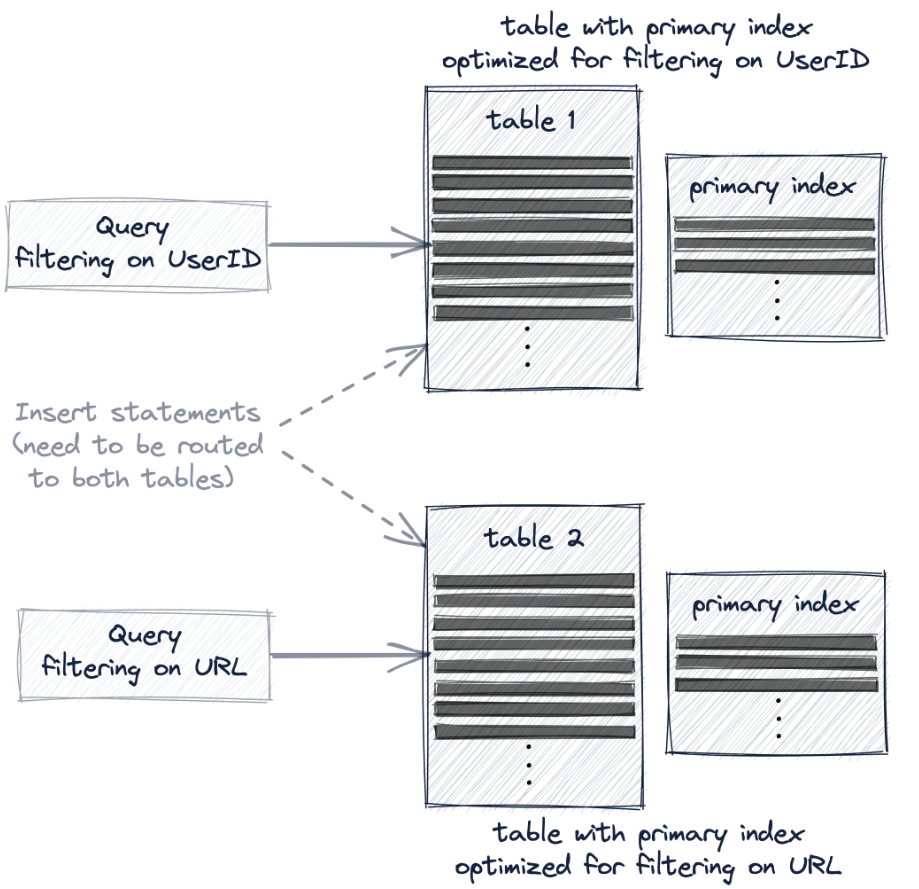 table with primary index
optimized for filtering on UserID
table 1
primary index
Query
filtering on UserID
Insert statements
(need to be routed
to both tables)
table 2
primary index
Query
filtering on URL
table with primary index
optimized for filtering on URL